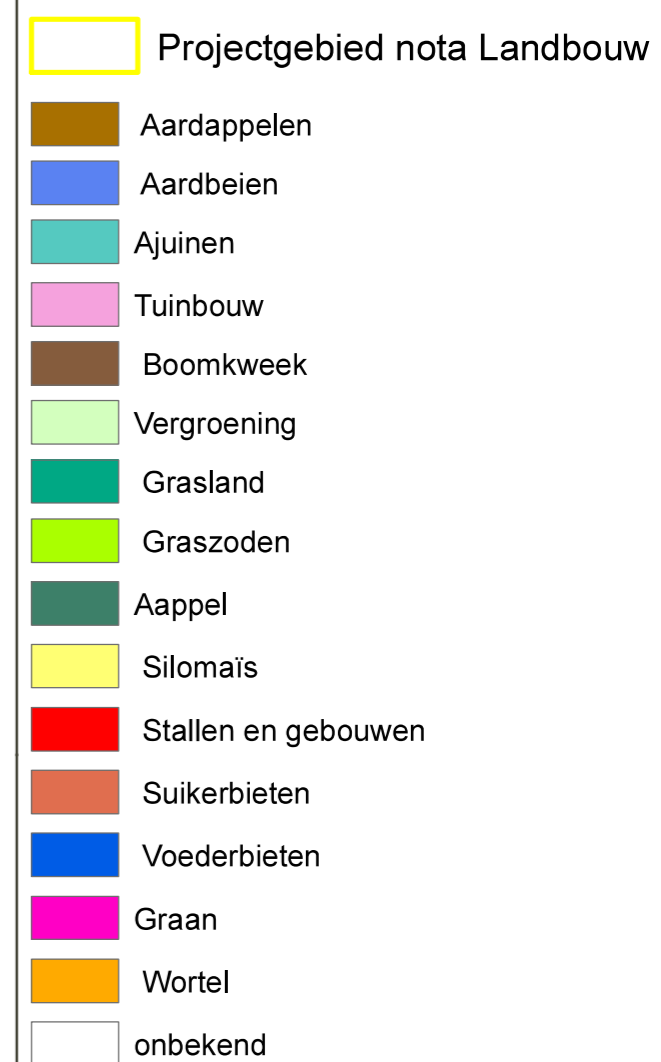 Projectgebied nota Landbouw
Aardappelen
Aardbeien
Ajuinen
Tuinbouw
Boomkweek
Vergroening
Grasland
Graszoden
Aappel
Silomaïs
Stallen en gebouwen
Suikerbieten
Voederbieten
Graan
Wortel
onbekend